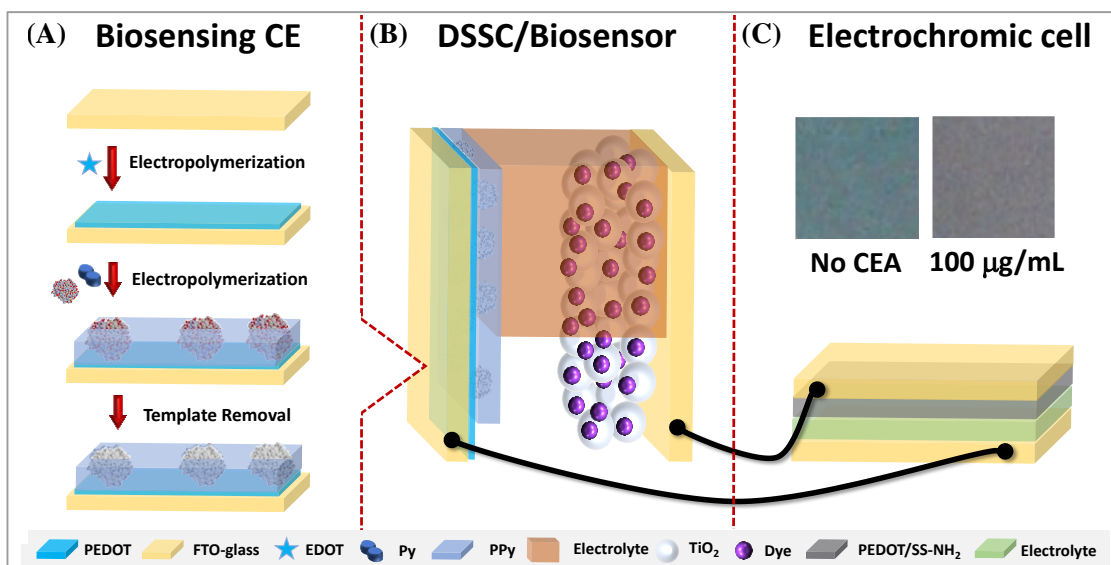 (A) Biosensing CE
Electropolymerization
Electropolymerization
Template Removal
(B) DSSC/Biosensor
(C) Electrochromic cell
No CEA
100 μg/mL
PEDOT
FTO-glass
EDOT
Py
PPy
Electrolyte
TiO₂
Dye
PEDOT/SS-NH₂
Electrolyte